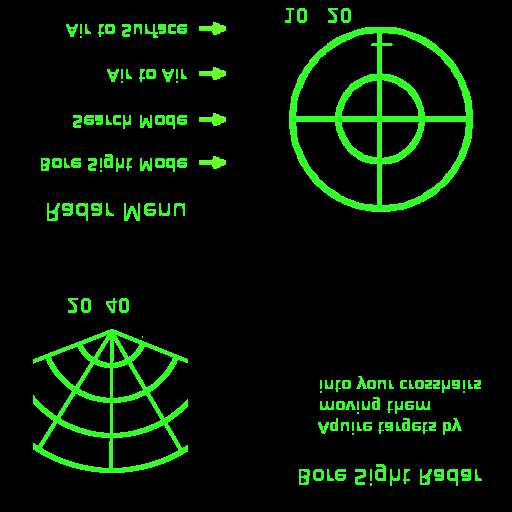 Bore Sight Radar
Aquire targets by
moving them
into your crosshairs
20 40
Radar Menu
Bore Sight Mode
Search Mode
Air to Air
Air to Surface
10 20